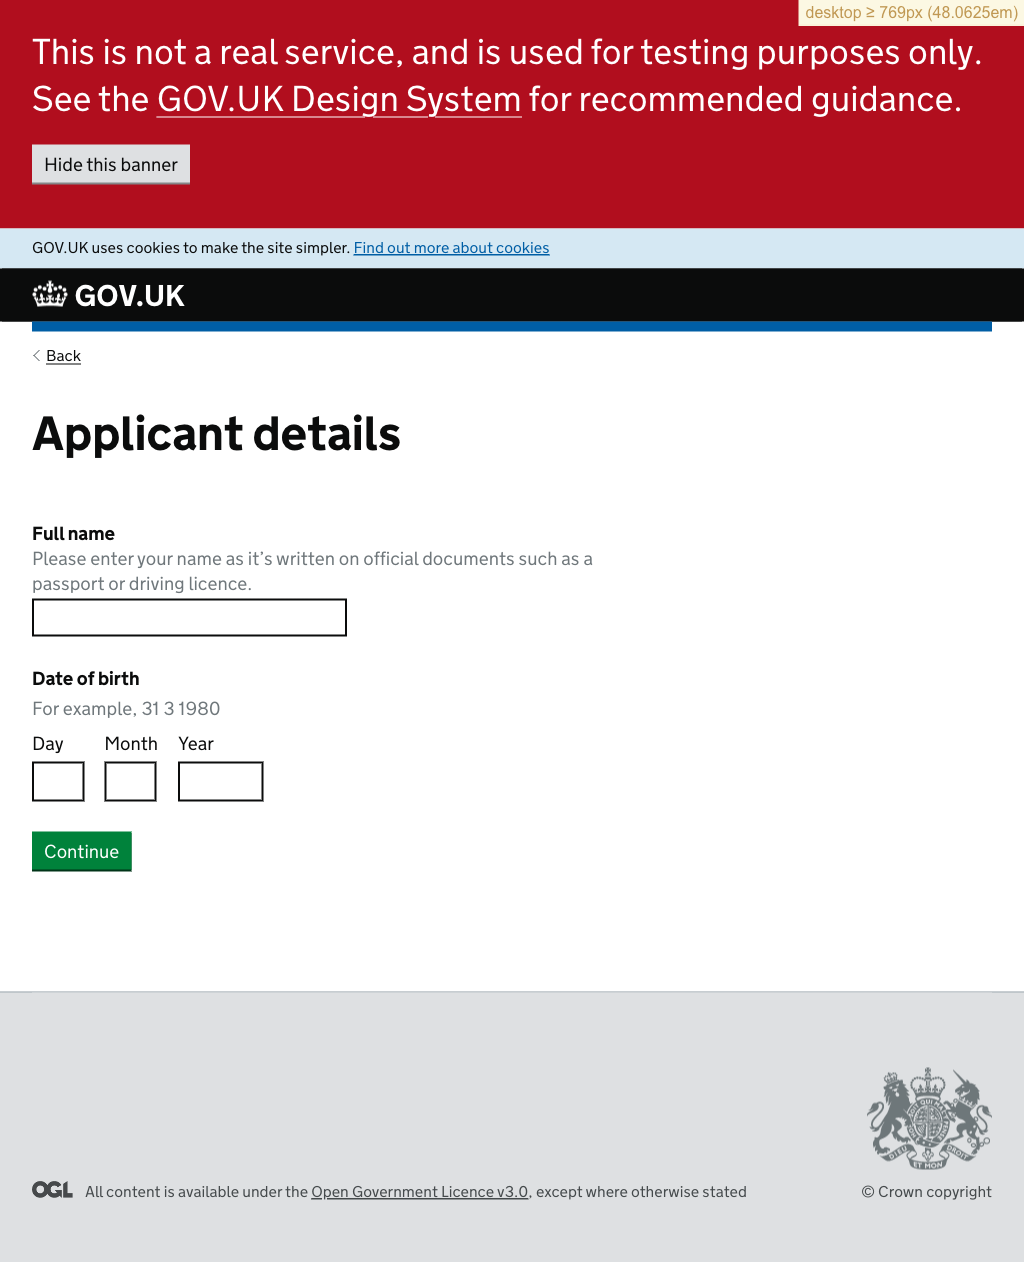 desktop ≥ 769px (48.0625em)
This is not a real service, and is used for testing purposes only.
See the GOV.UK Design System for recommended guidance.
Hide this banner
GOV.UK uses cookies to make the site simpler. Find out more about cookies
GOV.UK
Back
Applicant details
Full name
Please enter your name as it’s written on official documents such as a
passport or driving licence.
Date of birth
For example, 31 3 1980
Day Month Year
Continue
DIEU ET MON DROIT
OGL All content is available under the Open Government Licence v3.0, except where otherwise stated
© Crown copyright